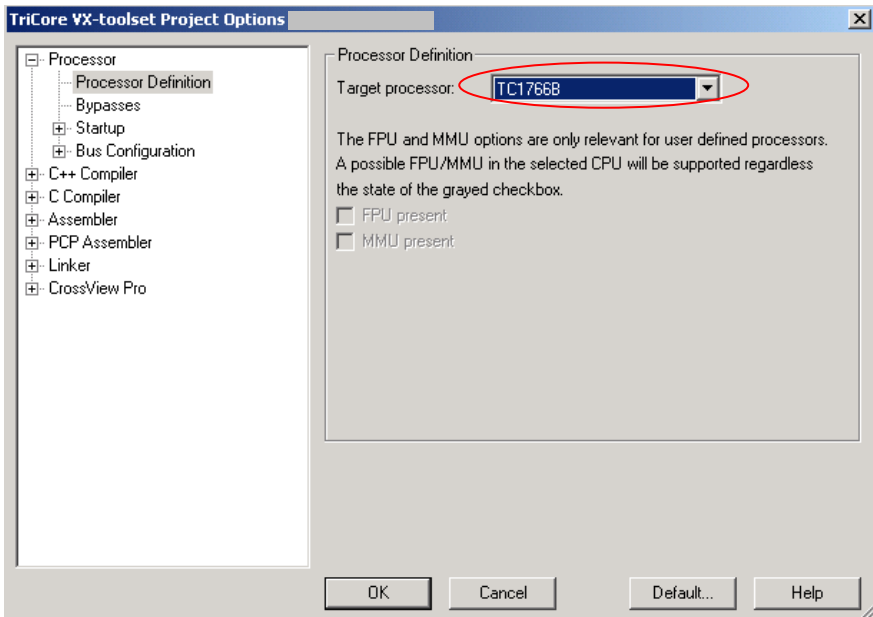 TriCore VX-toolset Project Options
Processor
Processor Definition
Bypasses
Startup
Bus Configuration
C++ Compiler
C Compiler
Assembler
PCP Assembler
Linker
CrossView Pro
Processor Definition
Target processor: TC1766B
The FPU and MMU options are only relevant for user defined processors.
A possible FPU/MMU in the selected CPU will be supported regardless
the state of the grayed checkbox.
FPU present
MMU present
OK Cancel Default... Help